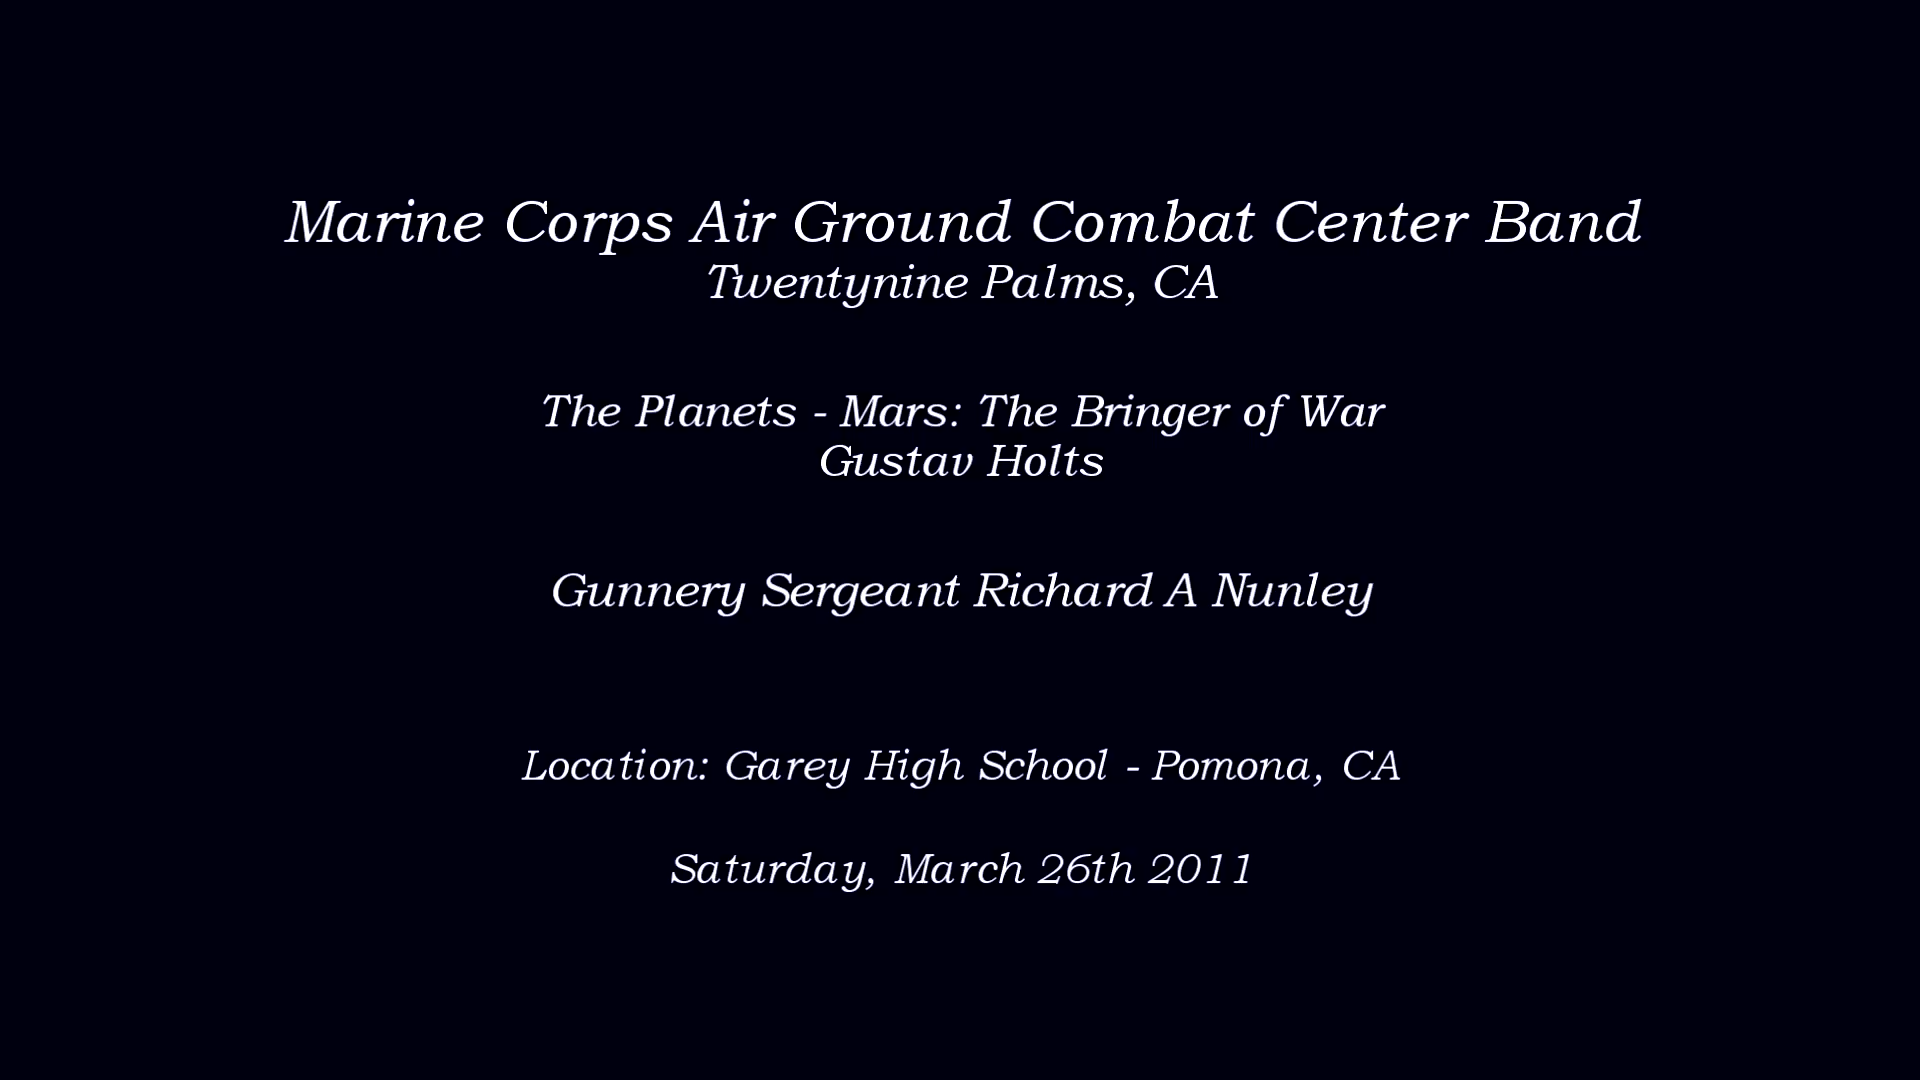 Marine Corps Air Ground Combat Center Band
Twentynine Palms, CA
The Planets - Mars: The Bringer of War
Gustav Holts
Gunnery Sergeant Richard A Nunley
Location: Garey High School - Pomona, CA
Saturday, March 26th 2011